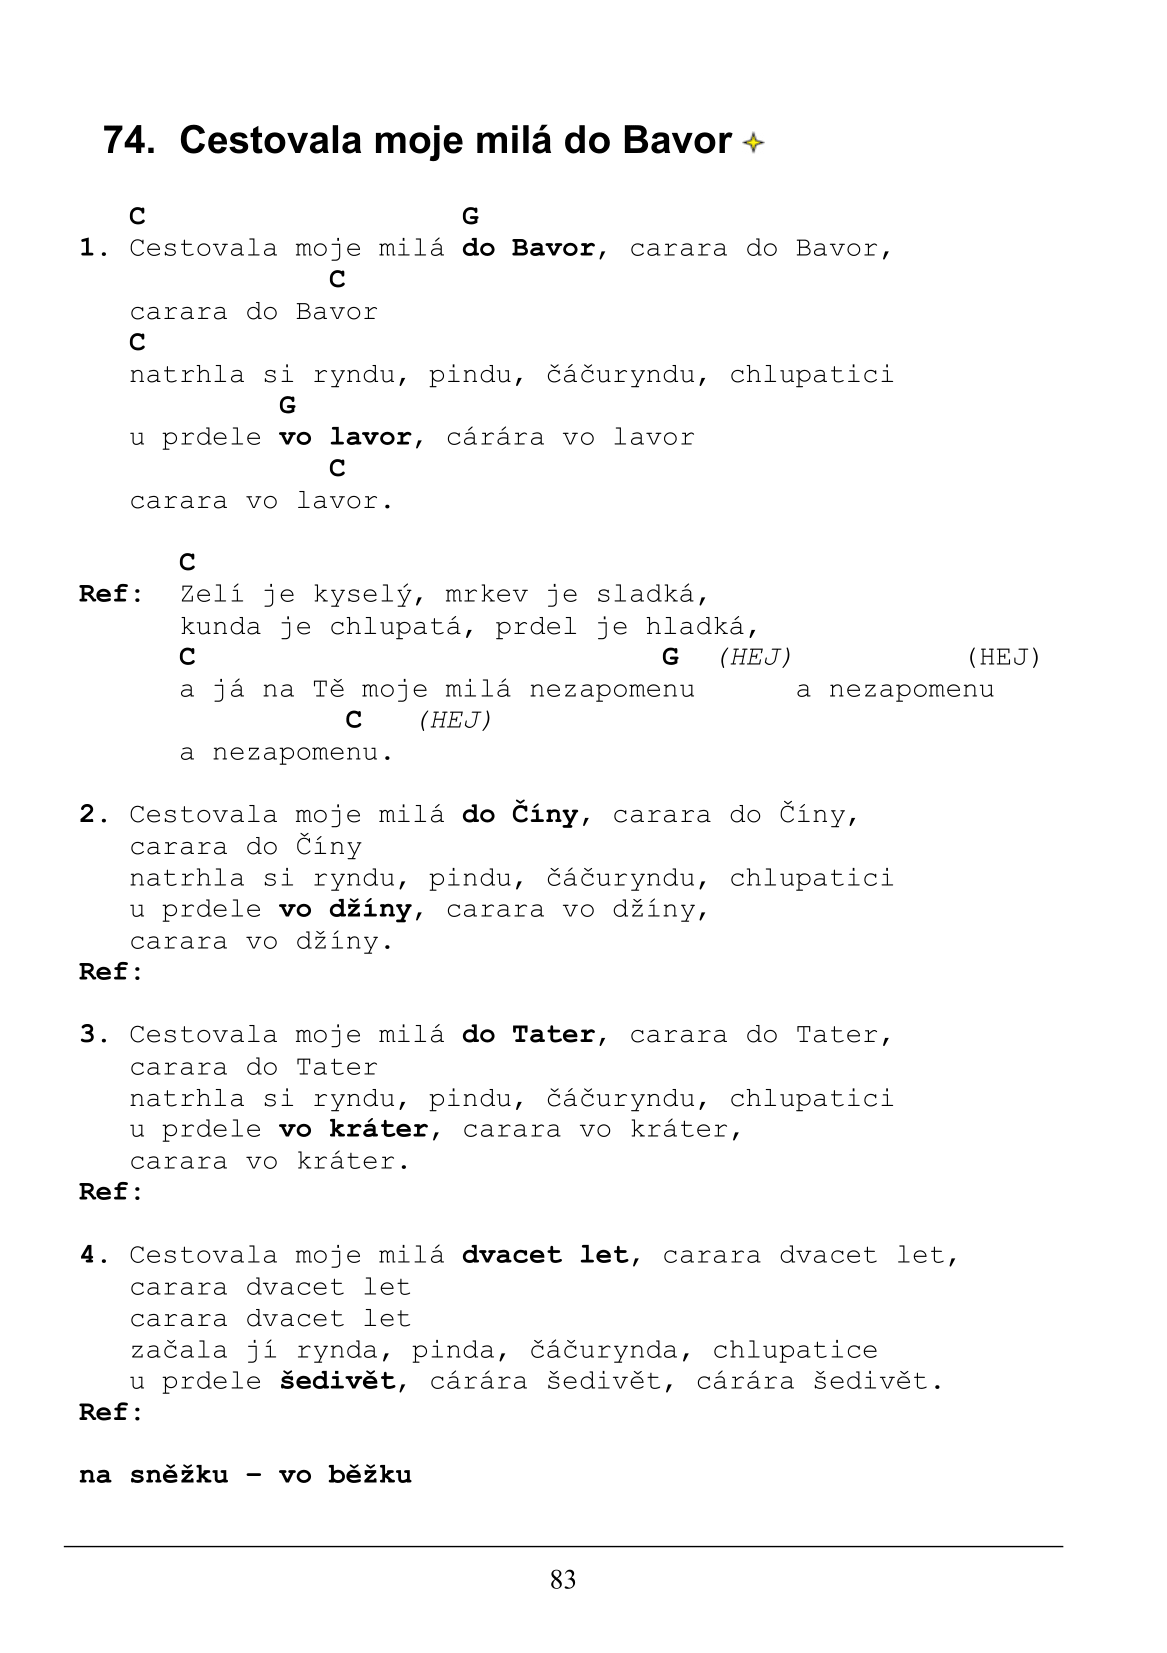 74. Cestovala moje milá do Bavor
C G
1. Cestovala moje milá do Bavor, carara do Bavor,
C
carara do Bavor
C
natrhla si ryndu, pindu, čáčuryndu, chlupatici
G
u prdele vo lavor, cárára vo lavor
C
carara vo lavor.
C
Ref: Zelí je kyselý, mrkev je sladká,
kunda je chlupatá, prdel je hladká,
C G (HEJ) (HEJ)
a já na Tě moje milá nezapomenu a nezapomenu
C (HEJ)
a nezapomenu.
2. Cestovala moje milá do Číny, carara do Číny,
carara do Číny
natrhla si ryndu, pindu, čáčuryndu, chlupatici
u prdele vo džíny, carara vo džíny,
carara vo džíny.
Ref:
3. Cestovala moje milá do Tater, carara do Tater,
carara do Tater
natrhla si ryndu, pindu, čáčuryndu, chlupatici
u prdele vo kráter, carara vo kráter,
carara vo kráter.
Ref:
4. Cestovala moje milá dvacet let, carara dvacet let,
carara dvacet let
carara dvacet let
začala jí rynda, pinda, čáčurynda, chlupatice
u prdele šedivět, cárára šedivět, cárára šedivět.
Ref:
na sněžku – vo běžku
83